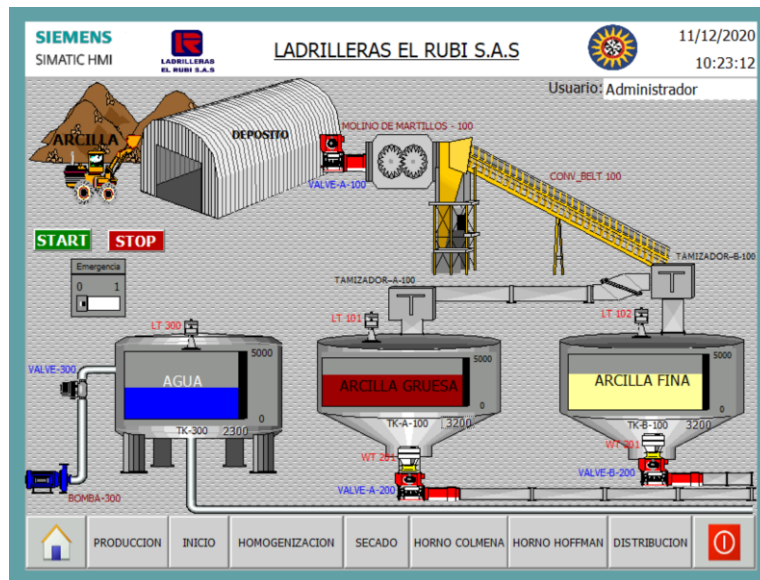 SIEMENS
SIMATIC HMI
LADRILLERAS
EL RUBI S.A.S
LADRILLERAS EL RUBI S.A.S
11/12/2020
10:23:12
Usuario: Administrador
ARCILLA
DEPOSITO
MOLINO DE MARTILLOS - 100
VALVE-A-100
CONV_BELT 100
START
STOP
Emergencia
0 1
TAMIZADOR-B-100
TAMIZADOR-A-100
T
T
LT 300
LT 101
LT 102
VALVE-300
AGUA
5000
0
TK-300
2300
ARCILLA GRUESA
5000
0
TK-A-100
3200
ARCILLA FINA
5000
0
TK-B-100
3200
WT 201
WT 201
VALVE-A-200
VALVE-B-200
BOMBA-300
PRODUCCION
INICIO
HOMOGENIZACION
SECADO
HORNO COLMENA
HORNO HOFFMAN
DISTRIBUCION